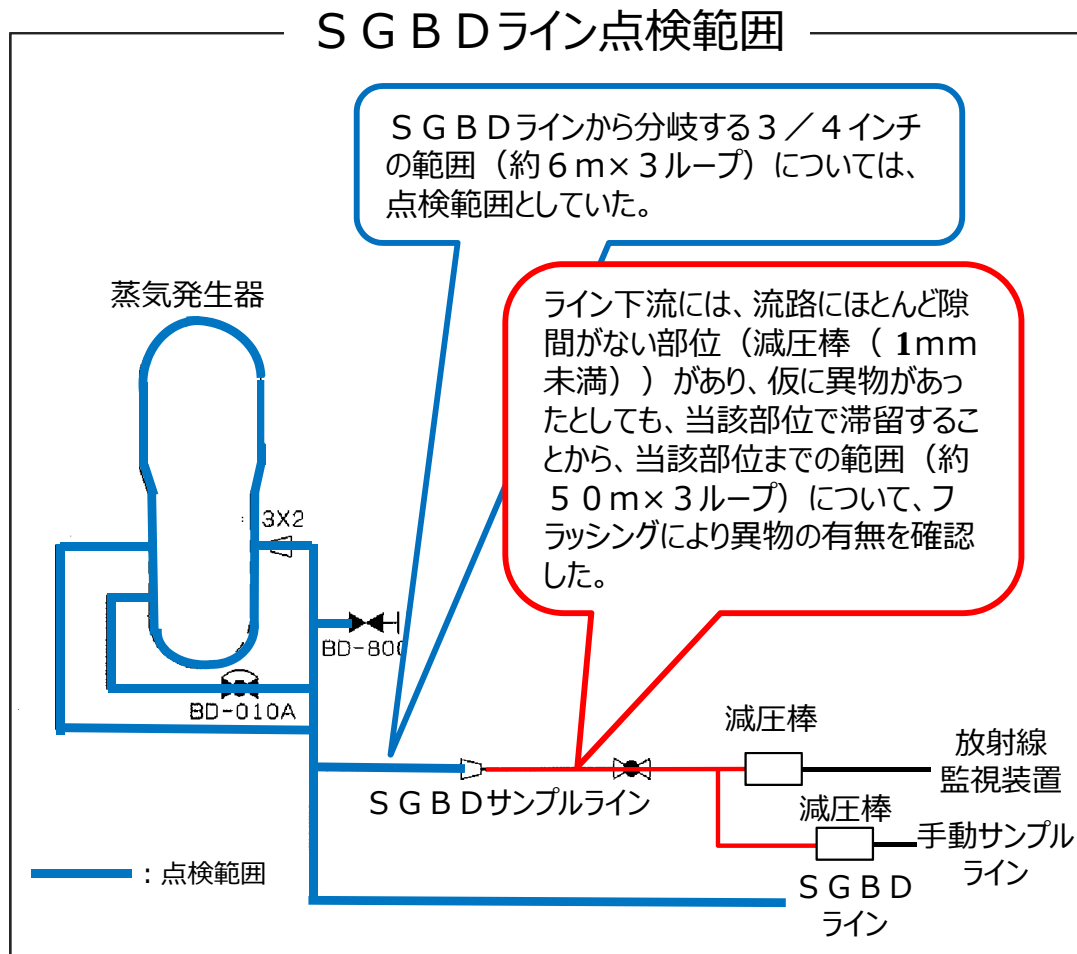 ＳＧＢＤライン点検範囲
ＳＧＢＤラインから分岐する３／４インチ
の範囲（約６ｍ×３ループ）については、
点検範囲としていた。
蒸気発生器
ライン下流には、流路にほとんど隙
間がない部位（減圧棒（ 1mm
未満））があり、仮に異物があっ
たとしても、当該部位で滞留するこ
とから、当該部位までの範囲（約
５０ｍ×３ループ）について、フ
ラッシングにより異物の有無を確認
した。
3X2
BD-800
BD-010A
減圧棒
放射線
監視装置
ＳＧＢＤサンプルライン
減圧棒
手動サンプル
ライン
：点検範囲
ＳＧＢＤ
ライン